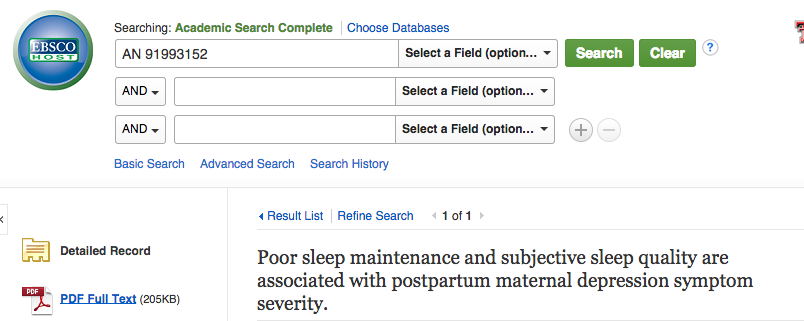 Searching: Academic Search Complete Choose Databases
EBSCO
HOST
AN 91993152 Select a Field (option... Search Clear ?
AND Select a Field (option...
AND Select a Field (option...
Basic Search Advanced Search Search History
Result List Refine Search 1 of 1
Detailed Record
Poor sleep maintenance and subjective sleep quality are
associated with postpartum maternal depression symptom
severity.
PDF
PDF Full Text (205KB)